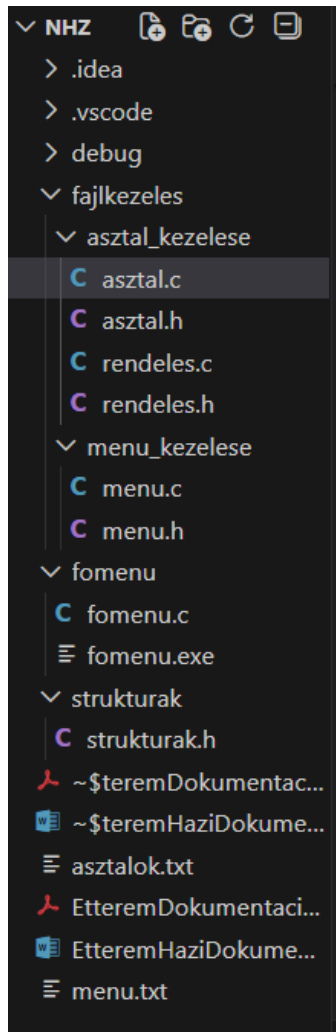 NHZ
.idea
.vscode
debug
fajlkezeles
asztal_kezelese
C asztal.c
C asztal.h
C rendeles.c
C rendeles.h
menu_kezelese
C menu.c
C menu.h
fomenu
C fomenu.c
fomenu.exe
strukturak
C strukturak.h
~$teremDokumentac...
~$teremHaziDokume...
asztalok.txt
EtteremDokumentaci...
EtteremHaziDokume...
menu.txt